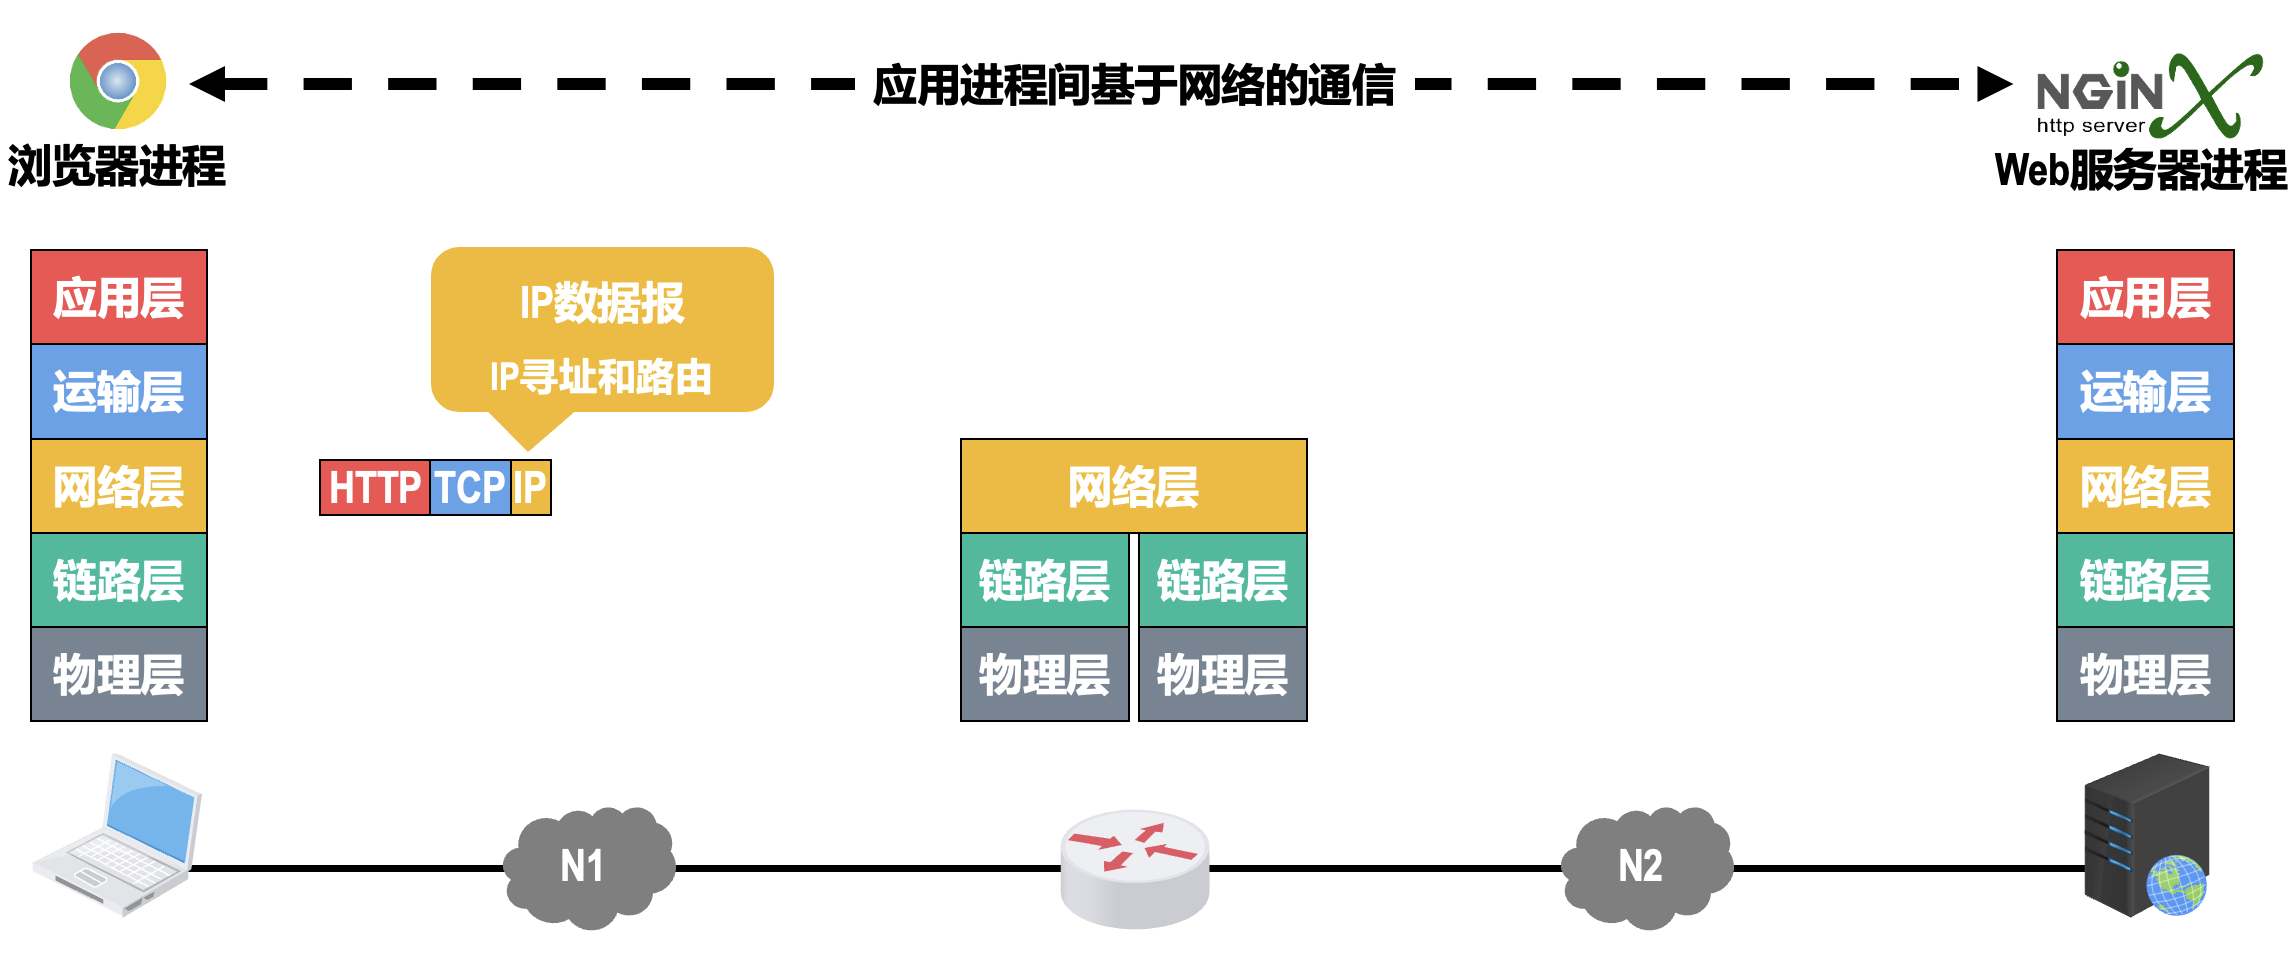 应用进程间基于网络的通信
NGiNX
http server
浏览器进程
Web服务器进程
应用层
运输层
网络层
链路层
物理层
IP数据报
IP寻址和路由
HTTP TCP IP
网络层
链路层 链路层
物理层 物理层
应用层
运输层
网络层
链路层
物理层
N1
N2